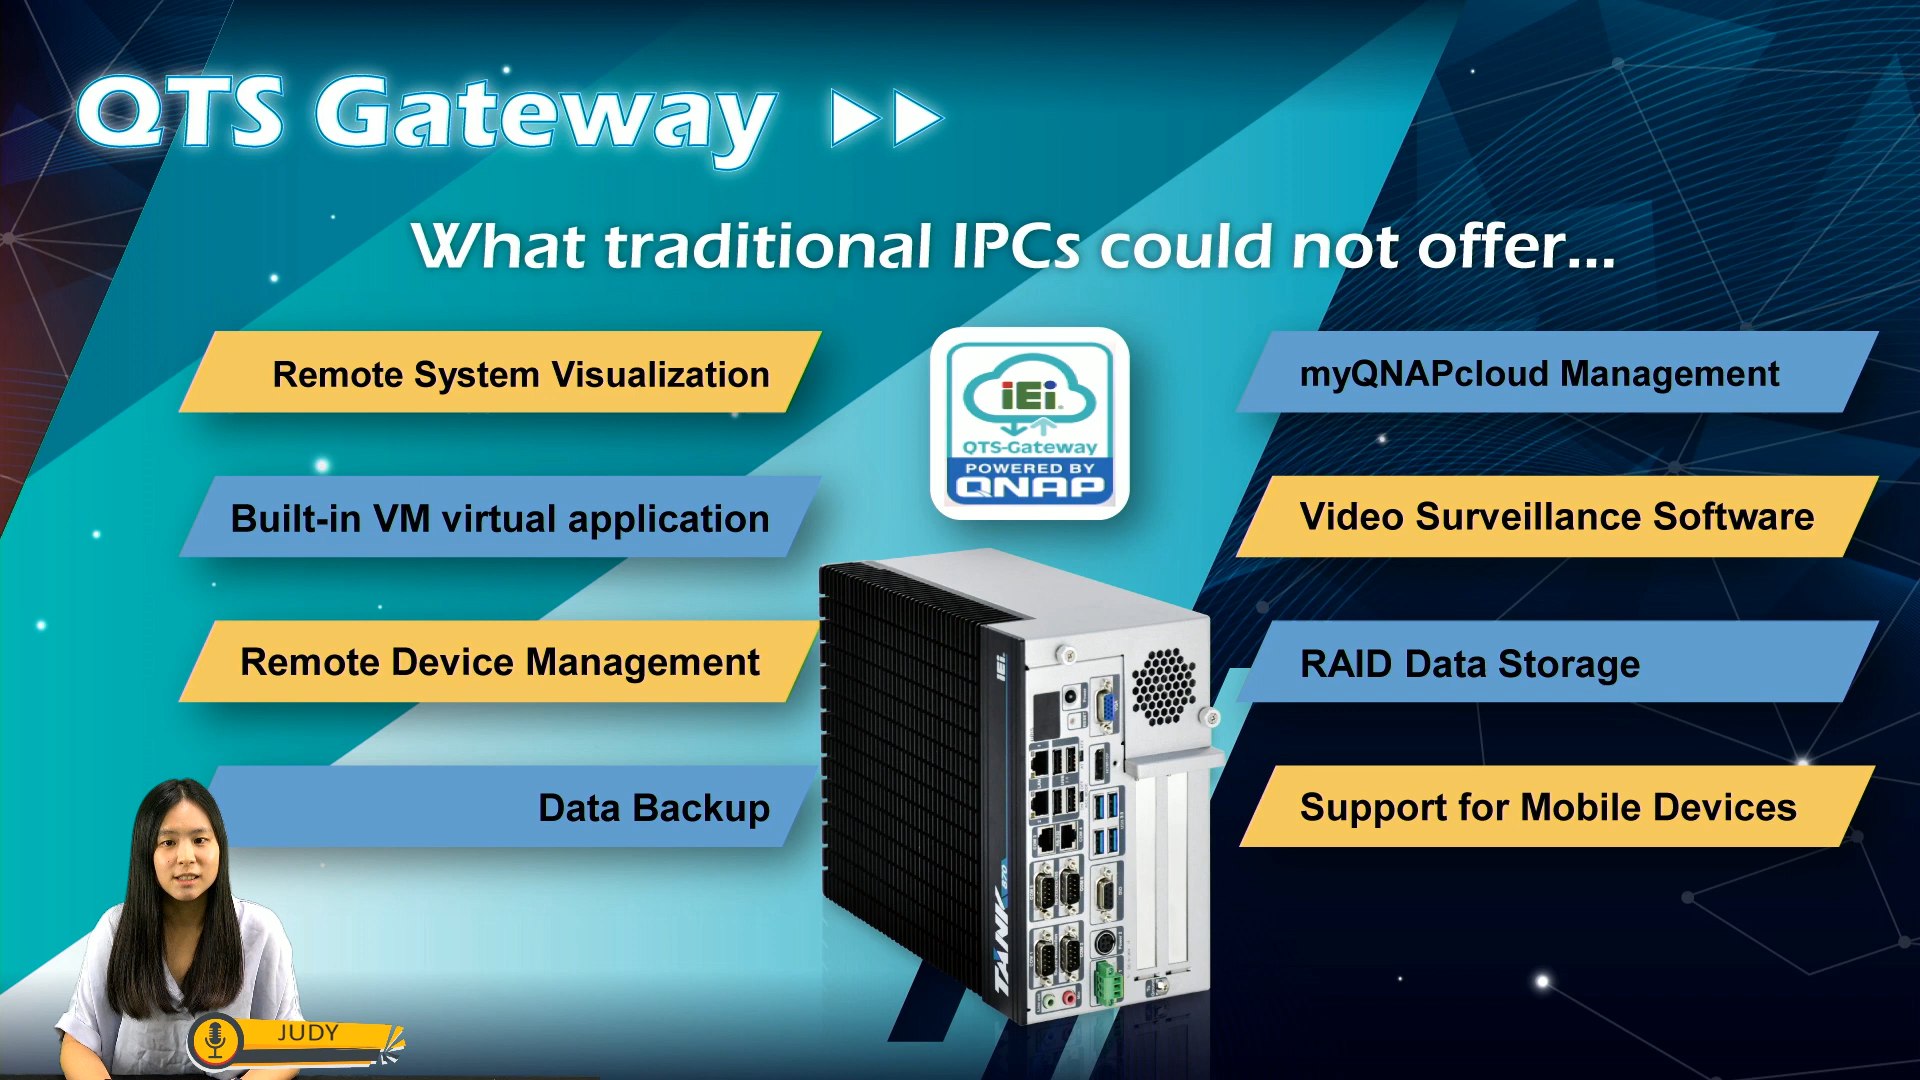 QTS Gateway
What traditional IPCs could not offer...
Remote System Visualization
Built-in VM virtual application
Remote Device Management
Data Backup
iEi
QTS-Gateway
POWERED BY
QNAP
myQNAPcloud Management
Video Surveillance Software
RAID Data Storage
Support for Mobile Devices
iEi
TANK 870
JUDY